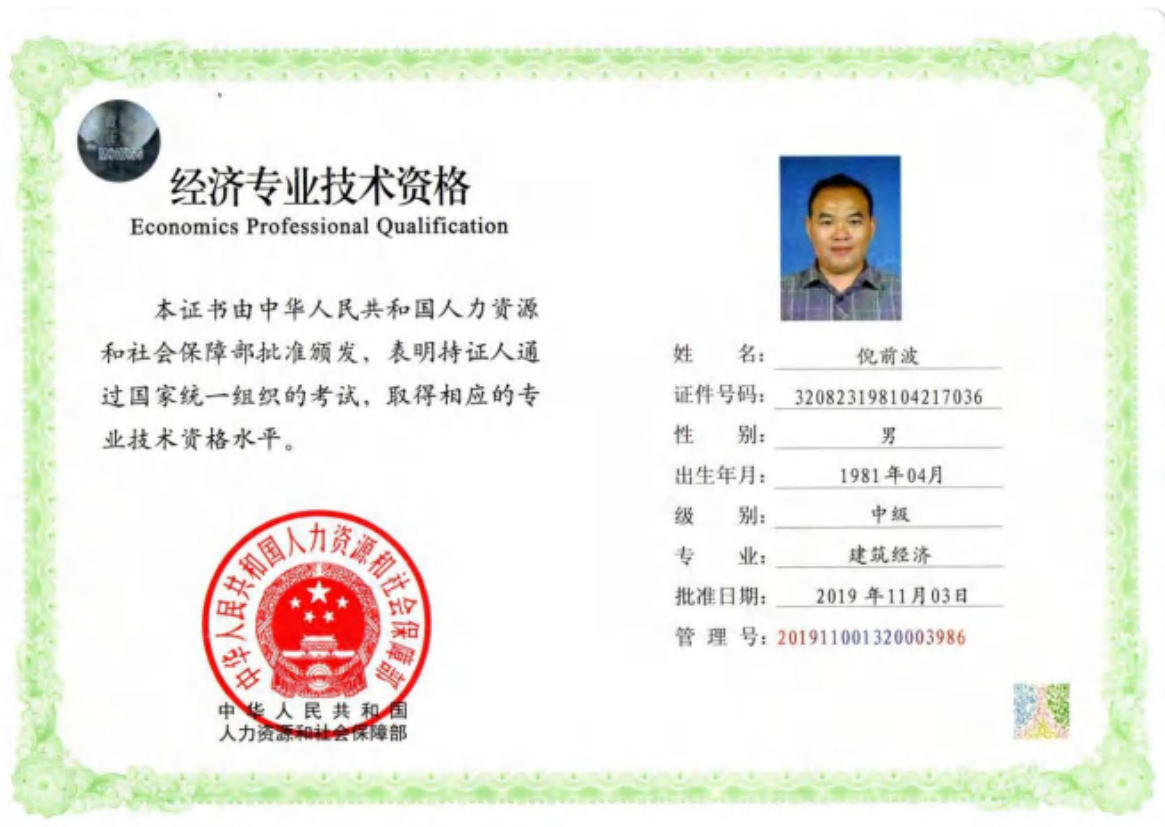 经济专业技术资格
Economics Professional Qualification
本证书由中华人民共和国人力资源
和社会保障部批准颁发，表明持证人通
过国家统一组织的考试，取得相应的专
业技术资格水平。
中华人民共和国人力资源和社会保障部
中华人民共和国
人力资源和社会保障部
姓 名： 倪前波
证件号码： 320823198104217036
性 别： 男
出生年月： 1981年04月
级 别： 中级
专 业： 建筑经济
批准日期： 2019 年11月03日
管 理 号：201911001320003986